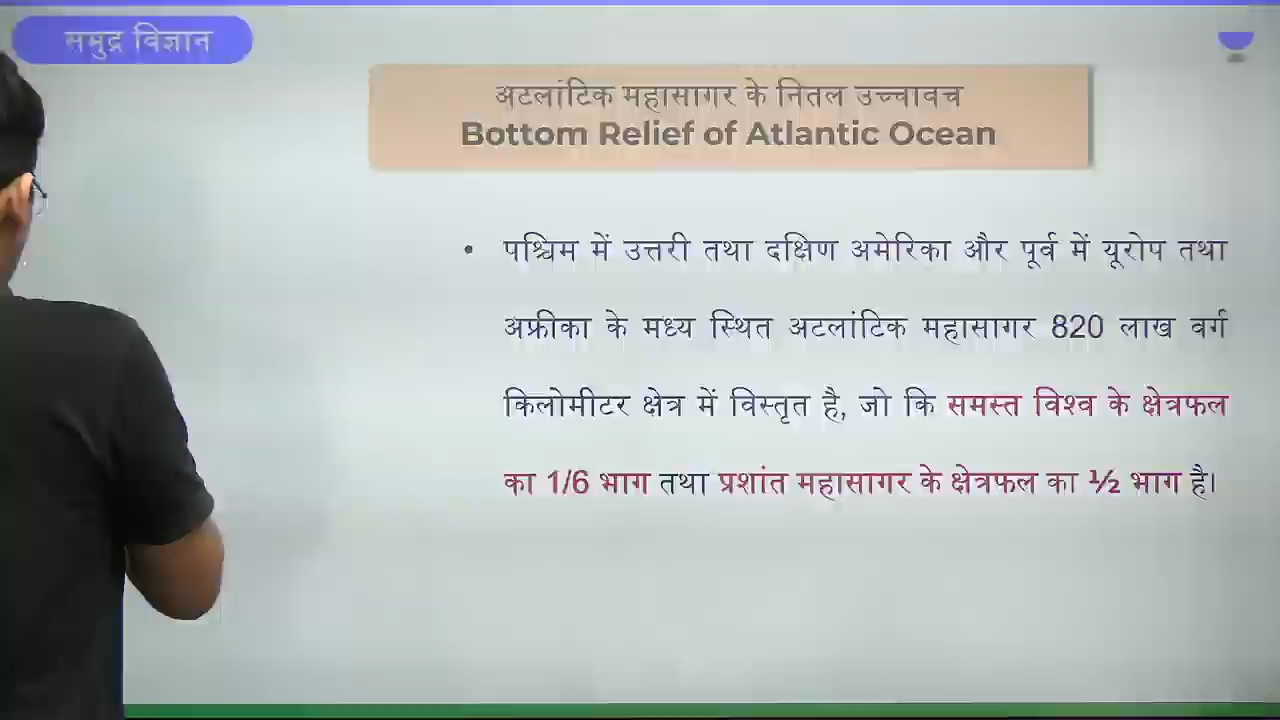 समुद्र विज्ञान
अटलांटिक महासागर के नितल उच्चावच
Bottom Relief of Atlantic Ocean
• पश्चिम में उत्तरी तथा दक्षिण अमेरिका और पूर्व में यूरोप तथा
अफ्रीका के मध्य स्थित अटलांटिक महासागर 820 लाख वर्ग
किलोमीटर क्षेत्र में विस्तृत है, जो कि समस्त विश्व के क्षेत्रफल
का 1/6 भाग तथा प्रशांत महासागर के क्षेत्रफल का ½ भाग है।